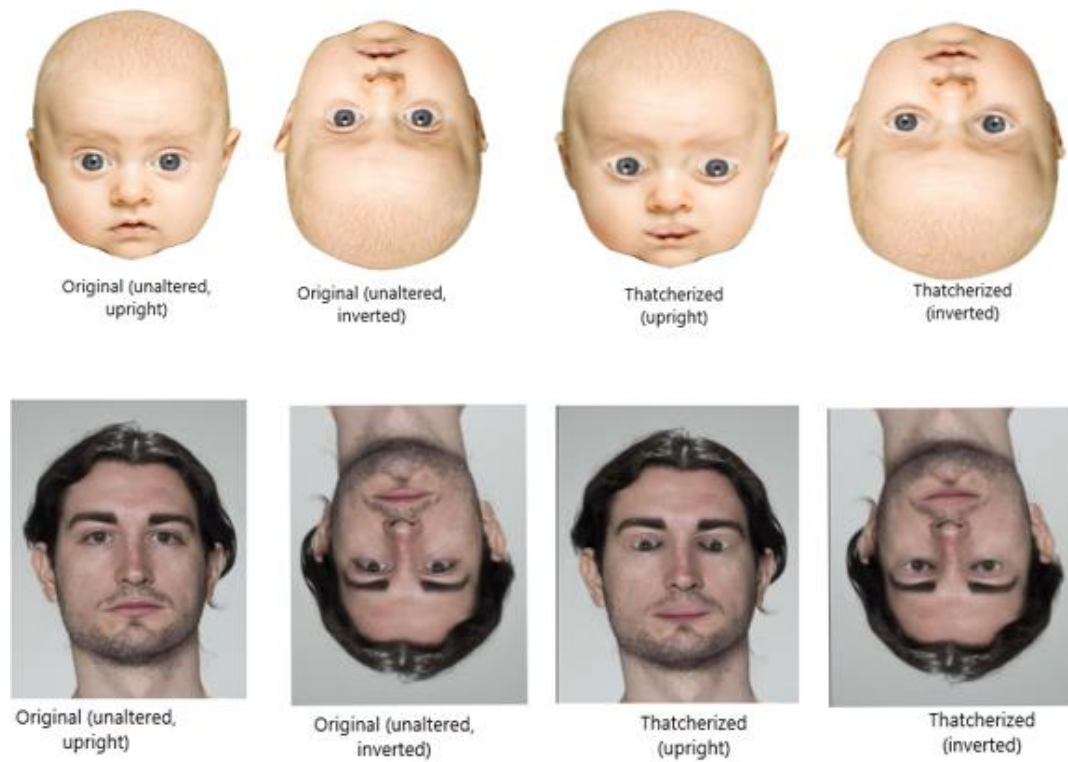 Original (unaltered,
upright)
Original (unaltered,
inverted)
Thatcherized
(upright)
Thatcherized
(inverted)
Original (unaltered,
upright)
Original (unaltered,
inverted)
Thatcherized
(upright)
Thatcherized
(inverted)